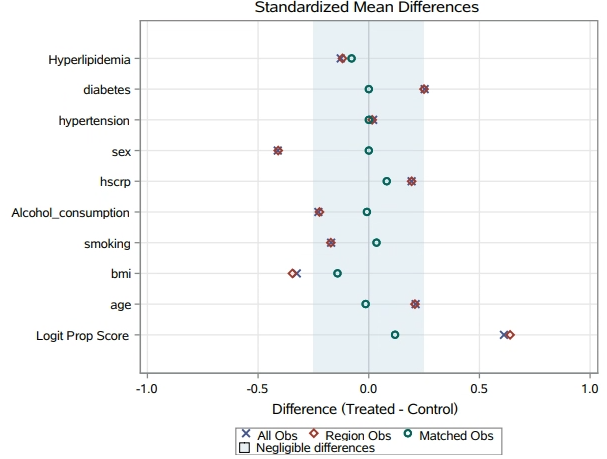 Standardized Mean Differences
Hyperlipidemia
diabetes
hypertension
sex
hscrp
Alcohol_consumption
smoking
bmi
age
Logit Prop Score
-1.0 -0.5 0.0 0.5 1.0
Difference (Treated - Control)
All Obs Region Obs Matched Obs
Negligible differences